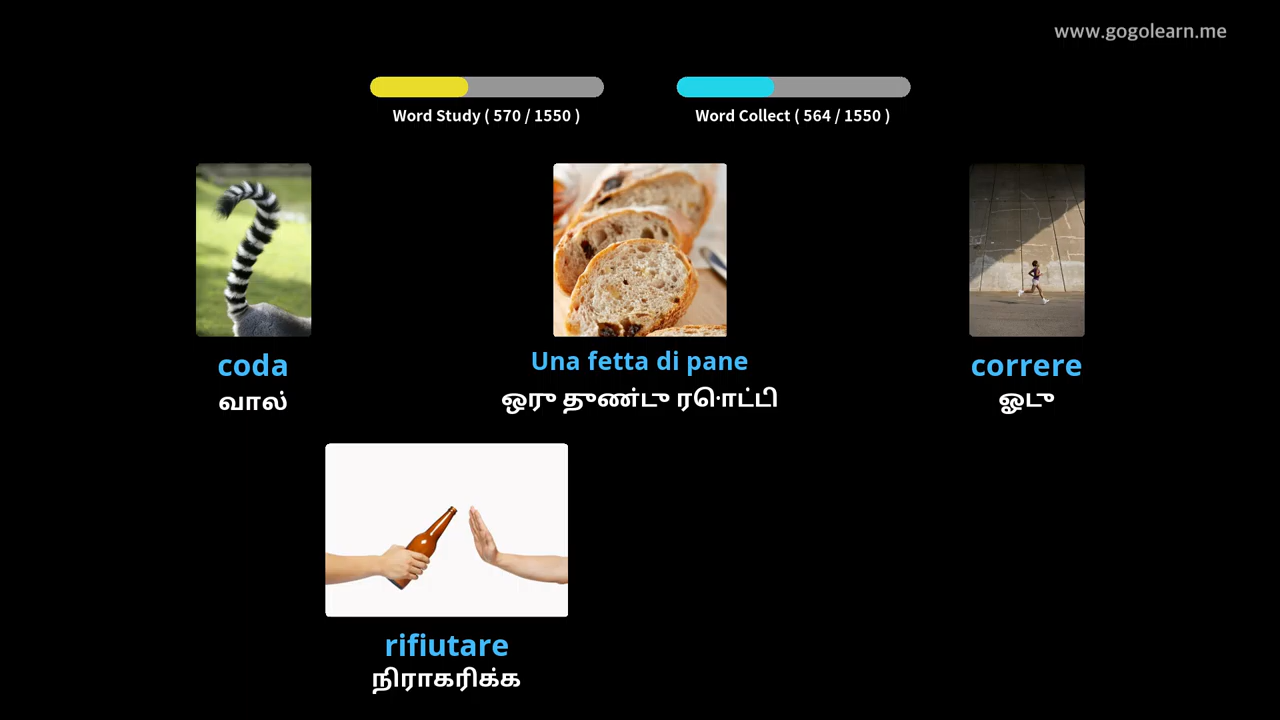 www.gogolearn.me
Word Study ( 570 / 1550 )
Word Collect ( 564 / 1550 )
coda
வால்
Una fetta di pane
ஒரு துண்டு ரொட்டி
correre
ஓடு
rifiutare
நிராகரிக்க